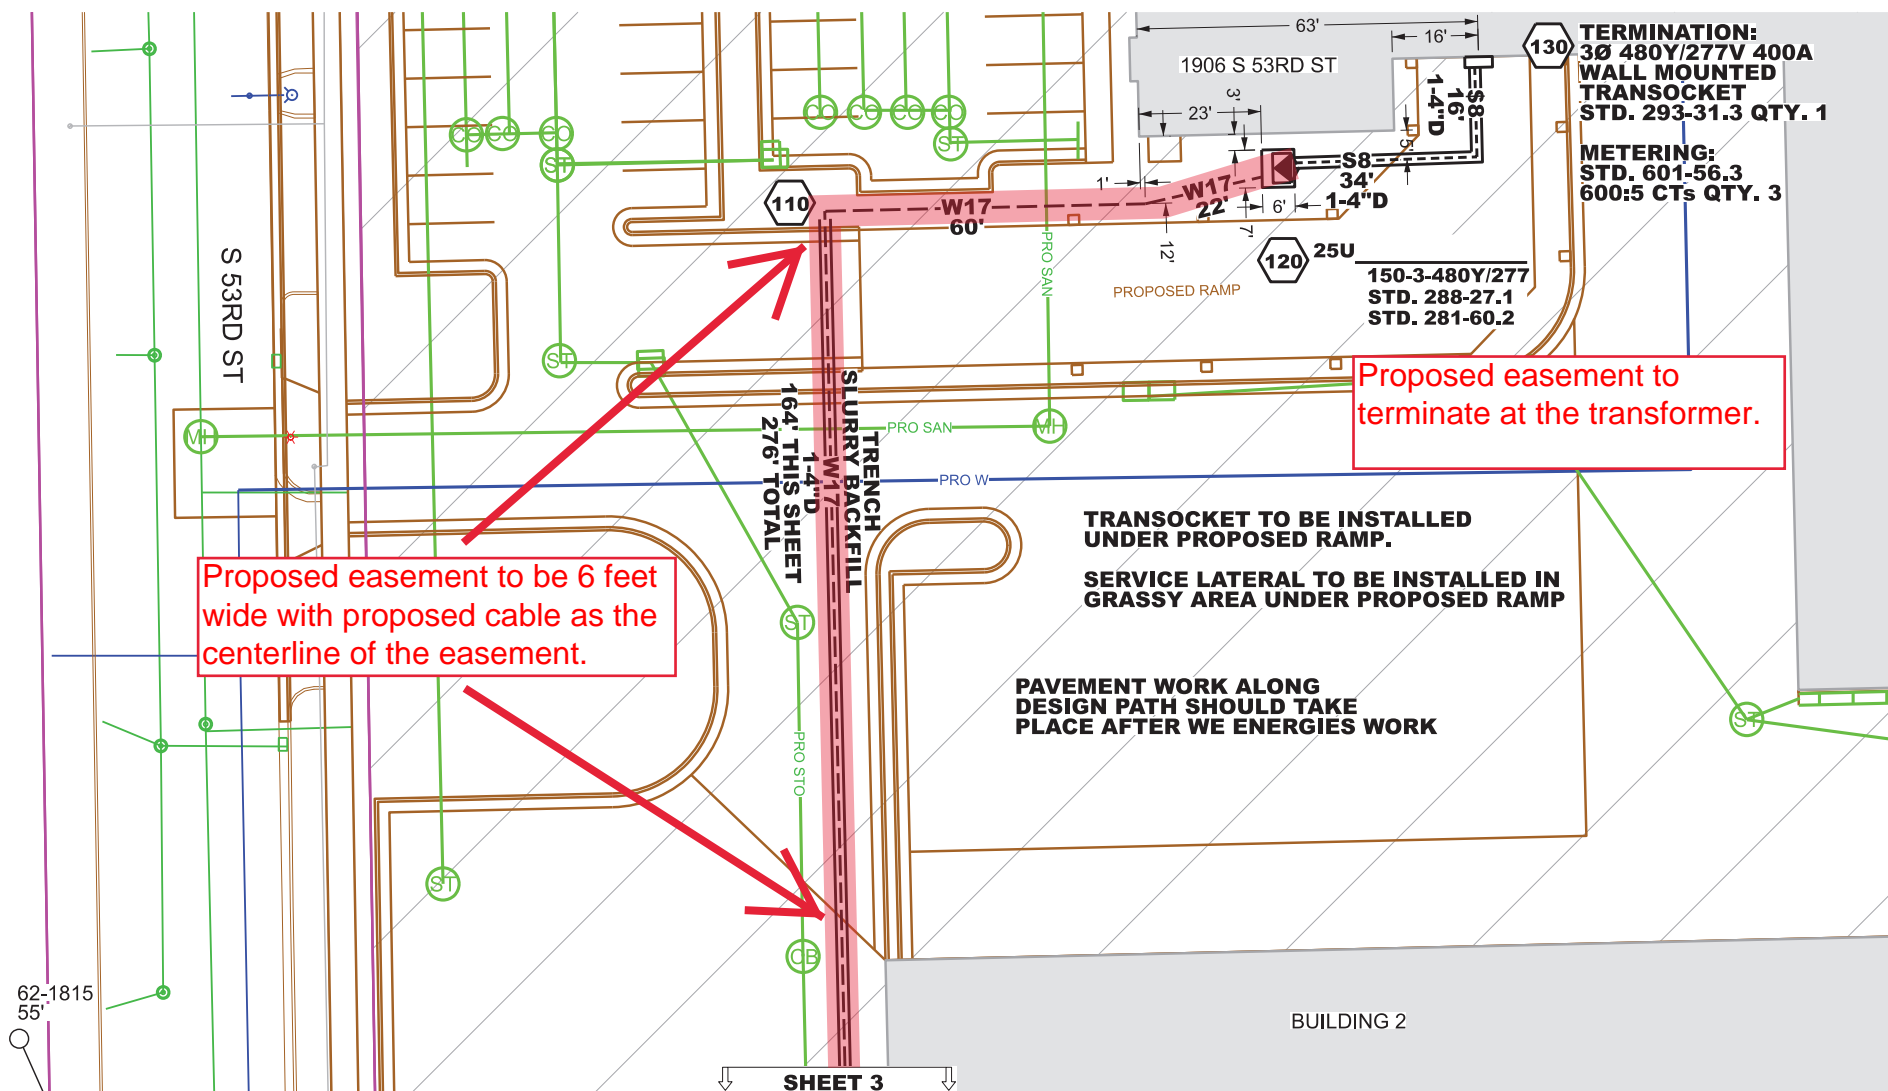 63'
16'
130
TERMINATION:
3Ø 480Y/277V 400A
WALL MOUNTED
TRANSOCKET
STD. 293-31.3 QTY. 1
METERING:
STD. 601-56.3
600:5 CTs QTY. 3
1906 S 53RD ST
23'
3'
S8
16'
1-4"D
5'
CO
CO
CO
CO
CO
CO
CO
ST
ST
110
1'
W17
60'
W17
22'
S8
34'
1-4"D
6'
7'
12'
120
25U
150-3-480Y/277
STD. 288-27.1
STD. 281-60.2
PRO SAN
PROPOSED RAMP
S 53RD ST
ST
MH
PRO SAN
MH
PRO W
Proposed easement to
terminate at the transformer.
TRENCH
SLURRY BACKFILL
W17
1-4"D
164' THIS SHEET
276' TOTAL
TRANSOCKET TO BE INSTALLED
UNDER PROPOSED RAMP.
SERVICE LATERAL TO BE INSTALLED IN
GRASSY AREA UNDER PROPOSED RAMP
Proposed easement to be 6 feet
wide with proposed cable as the
centerline of the easement.
ST
PRO STO
PAVEMENT WORK ALONG
DESIGN PATH SHOULD TAKE
PLACE AFTER WE ENERGIES WORK
ST
ST
CB
62-1815
55'
BUILDING 2
SHEET 3